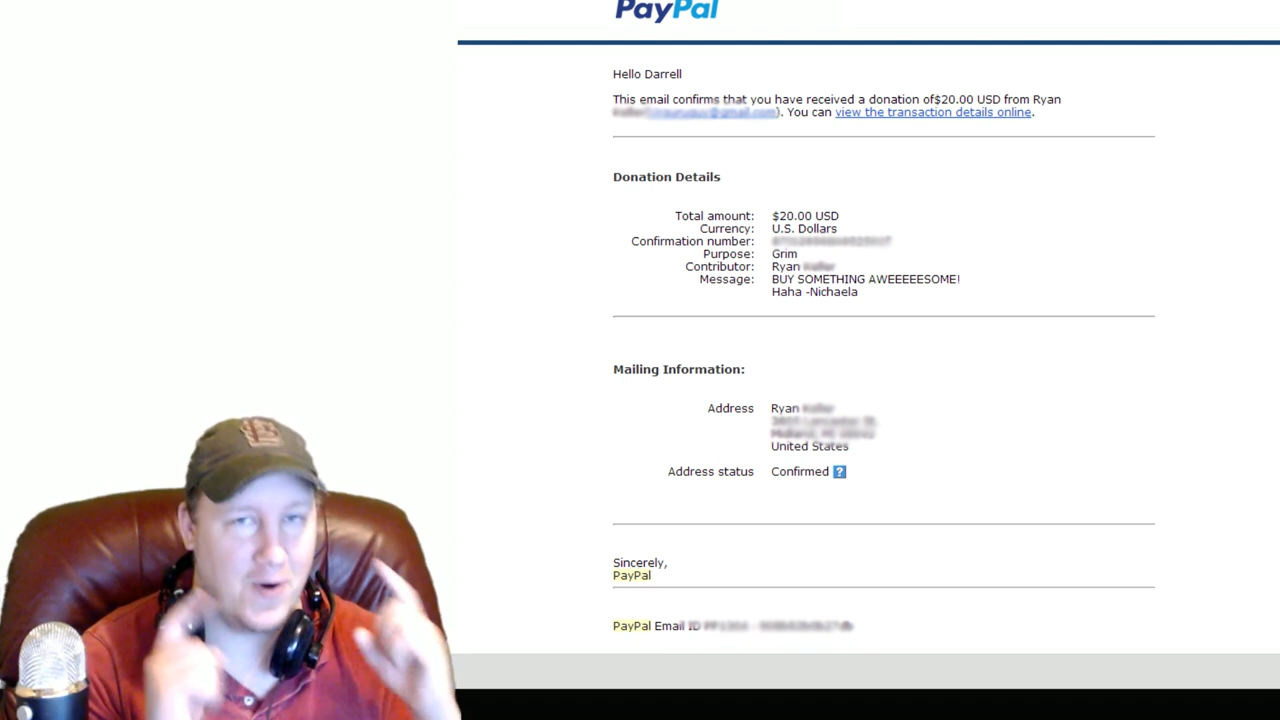 PayPal
Hello Darrell
This email confirms that you have received a donation of$20.00 USD from Ryan
). You can view the transaction details online.
Donation Details
Total amount: $20.00 USD
Currency: U.S. Dollars
Confirmation number:
Purpose: Grim
Contributor: Ryan
Message: BUY SOMETHING AWEEEEESOME!
Haha -Nichaela
Mailing Information:
Address Ryan
United States
Address status Confirmed ?
Sincerely,
PayPal
PayPal Email ID